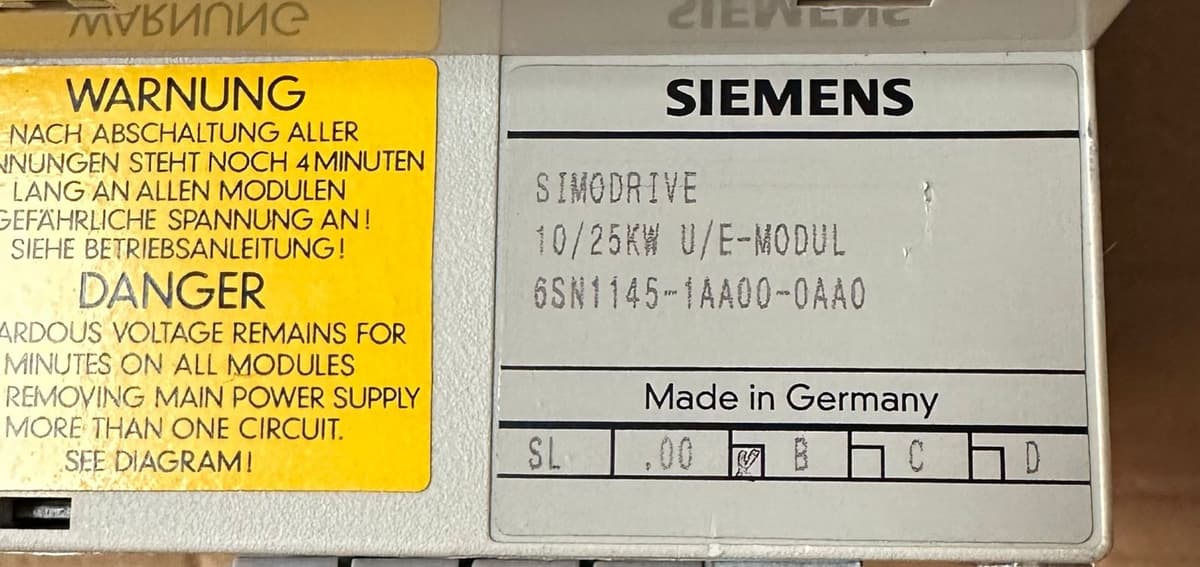 WARNUNG
NACH ABSCHALTUNG ALLER
STEHT NOCH 4 MINUTEN
LANG AN ALLEN MODULEN
GEFÄHRLICHE SPANNUNG AN!
SIEHE BETRIEBSANLEITUNG!
DANGER
VOLTAGE REMAINS FOR
MINUTES ON ALL MODULES
REMOVING MAIN POWER SUPPLY
MORE THAN ONE CIRCUIT.
SEE DIAGRAM!
SIEMENS
SIMODRIVE
10/25KW U/E-MODUL
6SN1145-1AA00-0AA0
Made in Germany
SL .00 B C D